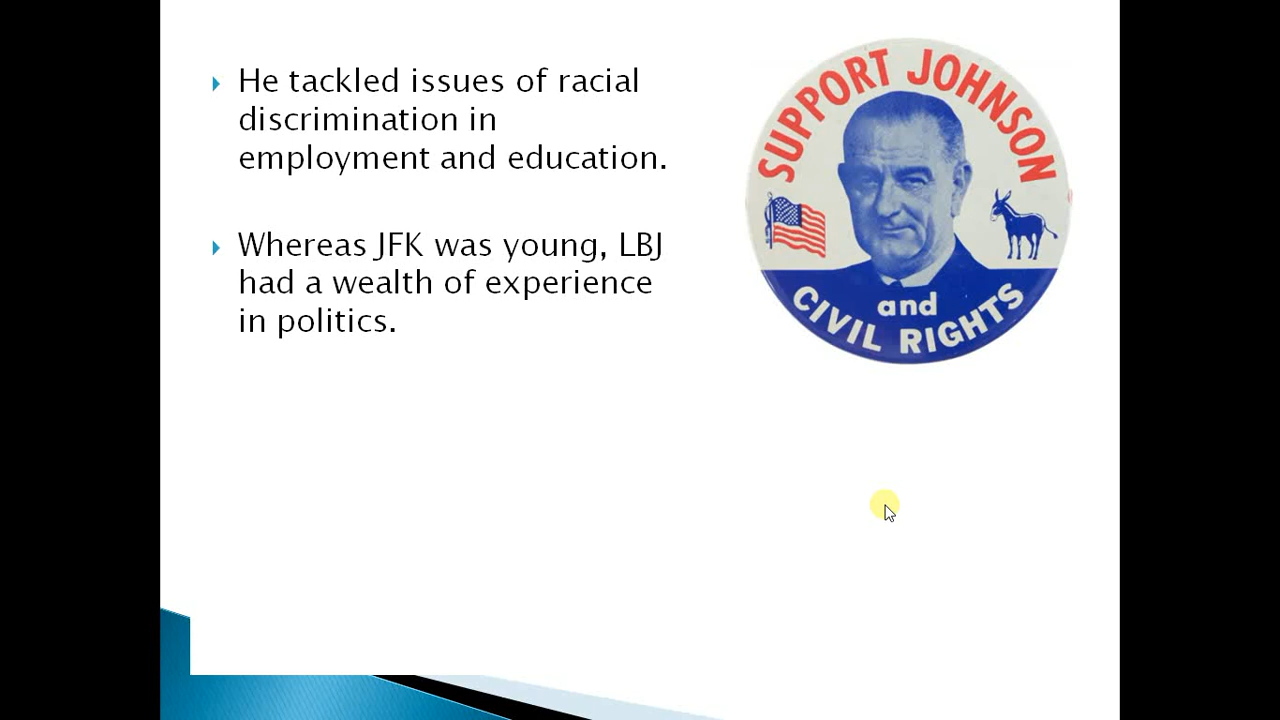 He tackled issues of racial
discrimination in
employment and education.
Whereas JFK was young, LBJ
had a wealth of experience
in politics.
SUPPORT JOHNSON
and
CIVIL RIGHTS